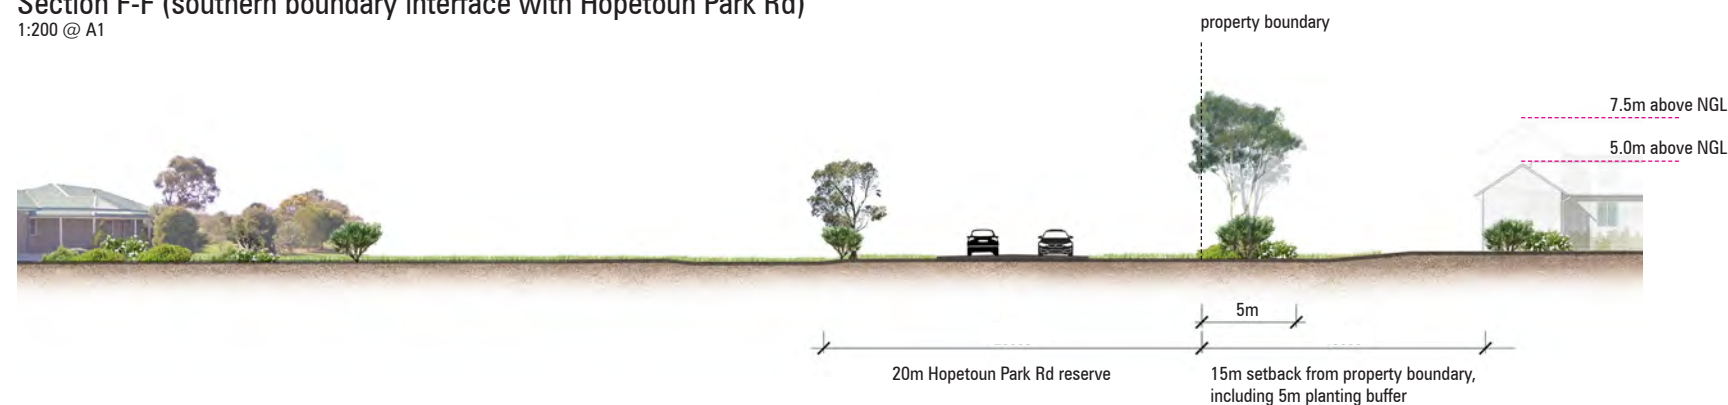 Section F-F (southern boundary interface with Hopetoun Park Rd)
1:200 @ A1
property boundary
7.5m above NGL
5.0m above NGL
5m
20m Hopetoun Park Rd reserve
15m setback from property boundary,
including 5m planting buffer